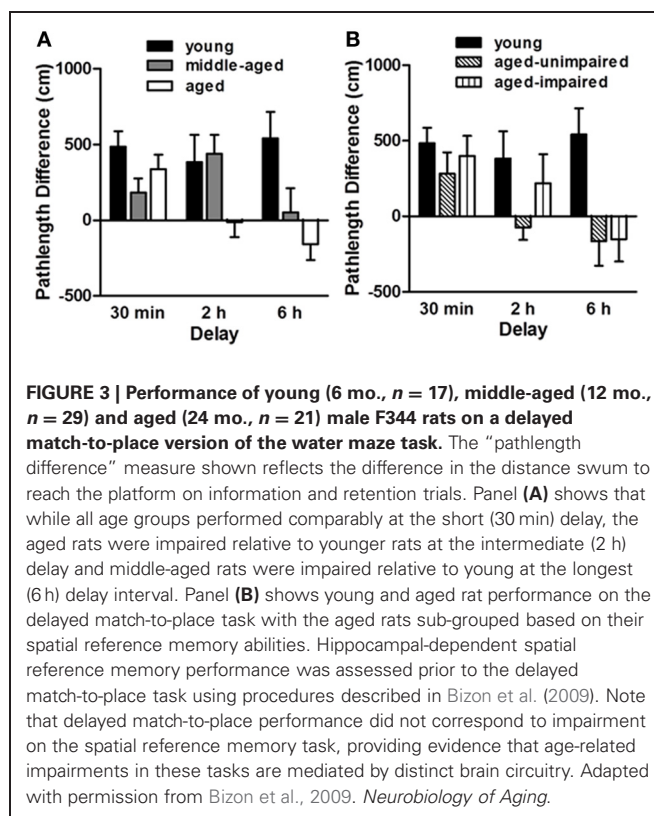 A
young
middle-aged
aged
Pathlength Difference (cm)
1000
500
0
-500
30 min 2 h 6 h
Delay
B
young
aged-unimpaired
aged-impaired
Pathlength Difference (cm)
1000
500
0
-500
30 min 2 h 6 h
Delay
FIGURE 3 | Performance of young (6 mo., n = 17), middle-aged (12 mo.,
n = 29) and aged (24 mo., n = 21) male F344 rats on a delayed
match-to-place version of the water maze task. The “pathlength
difference” measure shown reflects the difference in the distance swum to
reach the platform on information and retention trials. Panel (A) shows that
while all age groups performed comparably at the short (30 min) delay, the
aged rats were impaired relative to younger rats at the intermediate (2 h)
delay and middle-aged rats were impaired relative to young at the longest
(6 h) delay interval. Panel (B) shows young and aged rat performance on the
delayed match-to-place task with the aged rats sub-grouped based on their
spatial reference memory abilities. Hippocampal-dependent spatial
reference memory performance was assessed prior to the delayed
match-to-place task using procedures described in Bizon et al. (2009). Note
that delayed match-to-place performance did not correspond to impairment
on the spatial reference memory task, providing evidence that age-related
impairments in these tasks are mediated by distinct brain circuitry. Adapted
with permission from Bizon et al., 2009. Neurobiology of Aging.